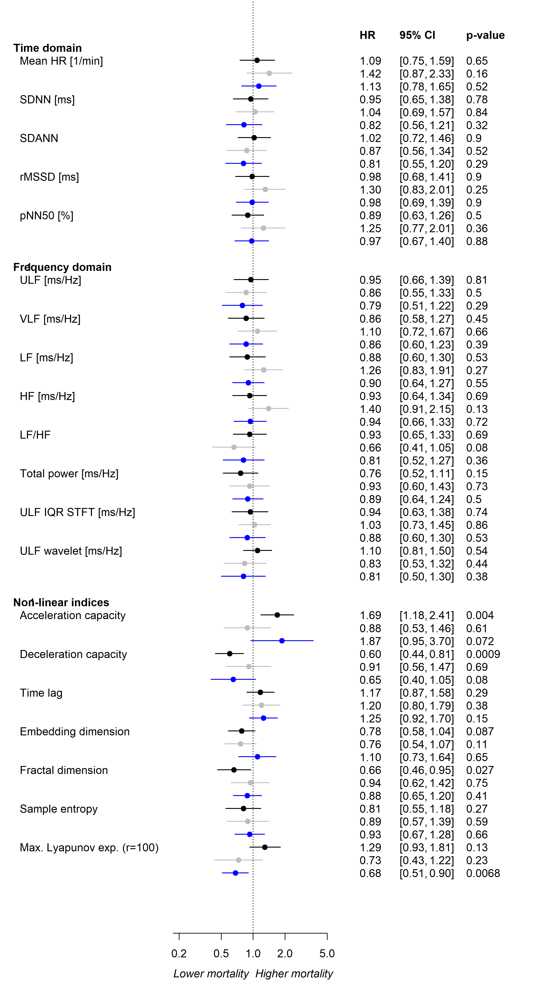 HR 95% CI p-value
Time domain
Mean HR [1/min] 1.09 [0.75, 1.59] 0.65
1.42 [0.87, 2.33] 0.16
1.13 [0.78, 1.65] 0.52
SDNN [ms] 0.95 [0.65, 1.38] 0.78
1.04 [0.69, 1.57] 0.84
0.82 [0.56, 1.21] 0.32
SDANN 1.02 [0.72, 1.46] 0.9
0.87 [0.56, 1.34] 0.52
0.81 [0.55, 1.20] 0.29
rMSSD [ms] 0.98 [0.68, 1.41] 0.9
1.30 [0.83, 2.01] 0.25
0.98 [0.69, 1.39] 0.9
pNN50 [%] 0.89 [0.63, 1.26] 0.5
1.25 [0.77, 2.01] 0.36
0.97 [0.67, 1.40] 0.88
Frequency domain
ULF [ms/Hz] 0.95 [0.66, 1.39] 0.81
0.86 [0.55, 1.33] 0.5
0.79 [0.51, 1.22] 0.29
VLF [ms/Hz] 0.86 [0.58, 1.27] 0.45
1.10 [0.72, 1.67] 0.66
0.86 [0.60, 1.23] 0.39
LF [ms/Hz] 0.88 [0.60, 1.30] 0.53
1.26 [0.83, 1.91] 0.27
0.90 [0.64, 1.27] 0.55
HF [ms/Hz] 0.93 [0.64, 1.34] 0.69
1.40 [0.91, 2.15] 0.13
0.94 [0.66, 1.33] 0.72
LF/HF 0.93 [0.65, 1.33] 0.69
0.66 [0.41, 1.05] 0.08
0.81 [0.52, 1.27] 0.36
Total power [ms/Hz] 0.76 [0.52, 1.11] 0.15
0.93 [0.60, 1.43] 0.73
0.89 [0.64, 1.24] 0.5
ULF IQR STFT [ms/Hz] 0.94 [0.63, 1.38] 0.74
1.03 [0.73, 1.45] 0.86
0.88 [0.60, 1.30] 0.53
ULF wavelet [ms/Hz] 1.10 [0.81, 1.50] 0.54
0.83 [0.53, 1.32] 0.44
0.81 [0.50, 1.30] 0.38
Non-linear indices
Acceleration capacity 1.69 [1.18, 2.41] 0.004
0.88 [0.53, 1.46] 0.61
1.87 [0.95, 3.70] 0.072
Deceleration capacity 0.60 [0.44, 0.81] 0.0009
0.91 [0.56, 1.47] 0.69
0.65 [0.40, 1.05] 0.08
Time lag 1.17 [0.87, 1.58] 0.29
1.20 [0.80, 1.79] 0.38
1.25 [0.92, 1.70] 0.15
Embedding dimension 0.78 [0.58, 1.04] 0.087
0.76 [0.54, 1.07] 0.11
1.10 [0.73, 1.64] 0.65
Fractal dimension 0.66 [0.46, 0.95] 0.027
0.94 [0.62, 1.42] 0.75
0.88 [0.65, 1.20] 0.41
Sample entropy 0.81 [0.55, 1.18] 0.27
0.89 [0.57, 1.39] 0.59
0.93 [0.67, 1.28] 0.66
Max. Lyapunov exp. (r=100) 1.29 [0.93, 1.81] 0.13
0.73 [0.43, 1.22] 0.23
0.68 [0.51, 0.90] 0.0068
0.2 0.5 1.0 2.0 5.0
Lower mortality Higher mortality